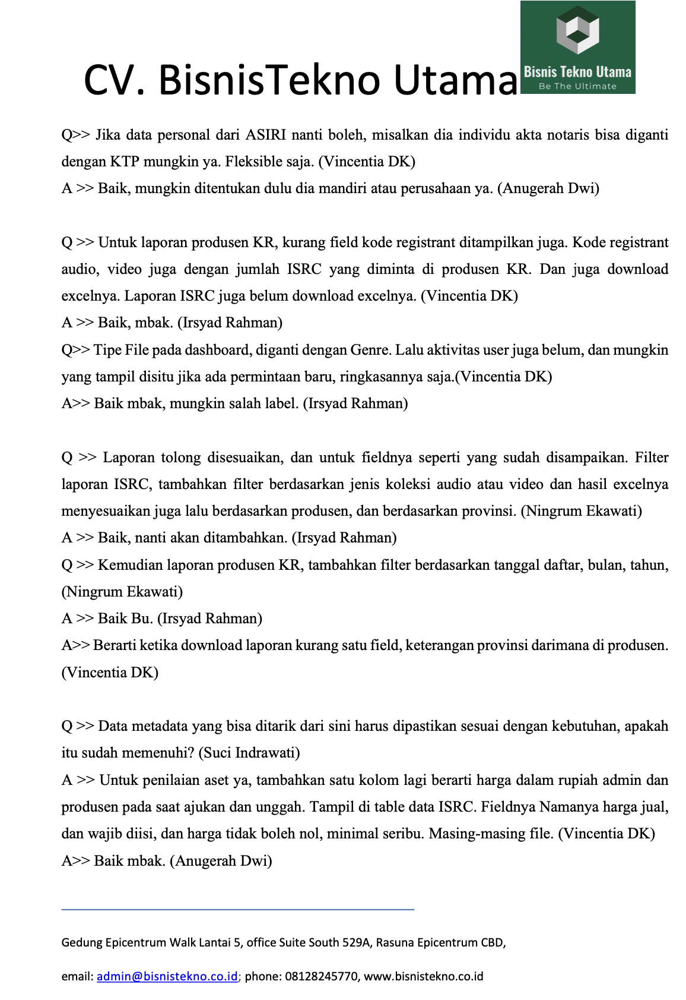 CV. BisnisTekno Utama
Bisnis Tekno Utama
Be The Ultimate
Q>> Jika data personal dari ASIRI nanti boleh, misalkan dia individu akta notaris bisa diganti
dengan KTP mungkin ya. Fleksible saja. (Vincentia DK)
A >> Baik, mungkin ditentukan dulu dia mandiri atau perusahaan ya. (Anugerah Dwi)
Q >> Untuk laporan produsen KR, kurang field kode registrant ditampilkan juga. Kode registrant
audio, video juga dengan jumlah ISRC yang diminta di produsen KR. Dan juga download
excelnya. Laporan ISRC juga belum download excelnya. (Vincentia DK)
A >> Baik, mbak. (Irsyad Rahman)
Q>> Tipe File pada dashboard, diganti dengan Genre. Lalu aktivitas user juga belum, dan mungkin
yang tampil disitu jika ada permintaan baru, ringkasannya saja.(Vincentia DK)
A>> Baik mbak, mungkin salah label. (Irsyad Rahman)
Q >> Laporan tolong disesuaikan, dan untuk fieldnya seperti yang sudah disampaikan. Filter
laporan ISRC, tambahkan filter berdasarkan jenis koleksi audio atau video dan hasil excelnya
menyesuaikan juga lalu berdasarkan produsen, dan berdasarkan provinsi. (Ningrum Ekawati)
A >> Baik, nanti akan ditambahkan. (Irsyad Rahman)
Q >> Kemudian laporan produsen KR, tambahkan filter berdasarkan tanggal daftar, bulan, tahun,
(Ningrum Ekawati)
A >> Baik Bu. (Irsyad Rahman)
A>> Berarti ketika download laporan kurang satu field, keterangan provinsi darimana di produsen.
(Vincentia DK)
Q >> Data metadata yang bisa ditarik dari sini harus dipastikan sesuai dengan kebutuhan, apakah
itu sudah memenuhi? (Suci Indrawati)
A >> Untuk penilaian aset ya, tambahkan satu kolom lagi berarti harga dalam rupiah admin dan
produsen pada saat ajukan dan unggah. Tampil di table data ISRC. Fieldnya Namanya harga jual,
dan wajib diisi, dan harga tidak boleh nol, minimal seribu. Masing-masing file. (Vincentia DK)
A>> Baik mbak. (Anugerah Dwi)
Gedung Epicentrum Walk Lantai 5, office Suite South 529A, Rasuna Epicentrum CBD,
email: admin@bisnistekno.co.id; phone: 08128245770, www.bisnistekno.co.id